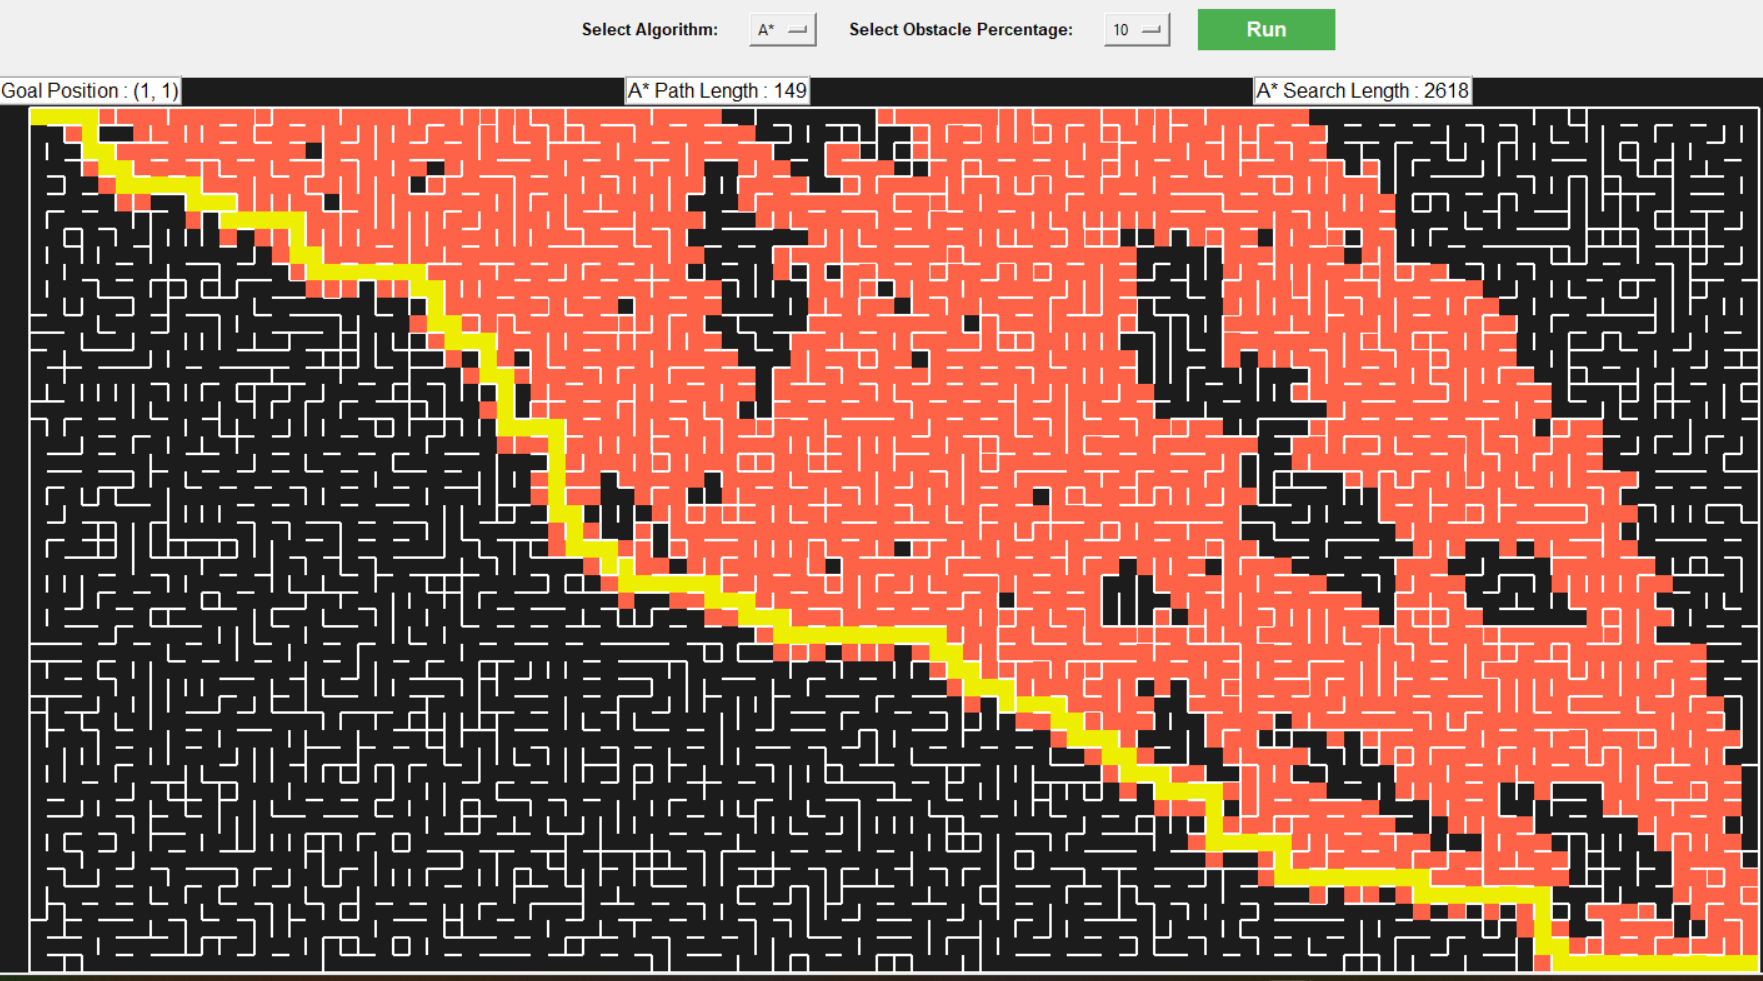 Select Algorithm: A* Select Obstacle Percentage: 10 Run
Goal Position : (1, 1) A* Path Length : 149 A* Search Length : 2618